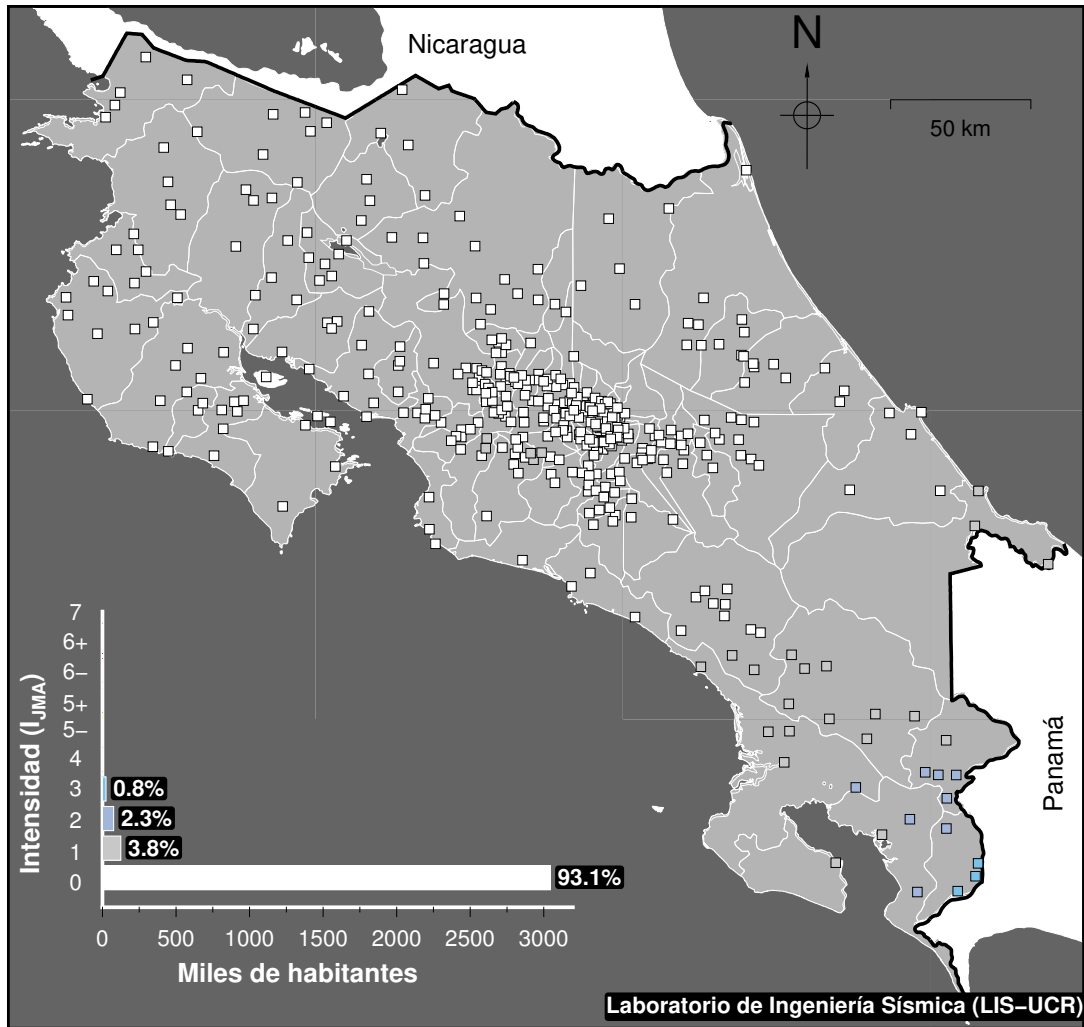 Nicaragua
N
50 km
Panamá
Intensidad (I_JMA)
7
6+
6−
5+
5−
4
3
2
1
0
0.8%
2.3%
3.8%
93.1%
0 500 1000 1500 2000 2500 3000
Miles de habitantes
Laboratorio de Ingeniería Sísmica (LIS−UCR)